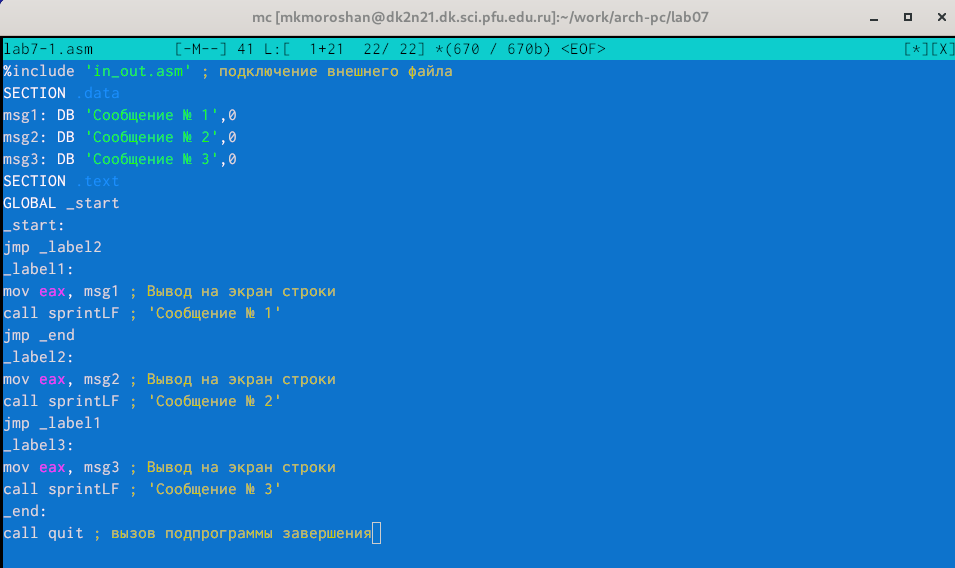 mc [mkmoroshan@dk2n21.dk.sci.pfu.edu.ru]:~/work/arch-pc/lab07
lab7-1.asm [-M--] 41 L:[ 1+21 22/ 22] *(670 / 670b) <EOF> [*][X]
%include 'in_out.asm' ; подключение внешнего файла
SECTION .data
msg1: DB 'Сообщение № 1',0
msg2: DB 'Сообщение № 2',0
msg3: DB 'Сообщение № 3',0
SECTION .text
GLOBAL _start
_start:
jmp _label2
_label1:
mov eax, msg1 ; Вывод на экран строки
call sprintLF ; 'Сообщение № 1'
jmp _end
_label2:
mov eax, msg2 ; Вывод на экран строки
call sprintLF ; 'Сообщение № 2'
jmp _label1
_label3:
mov eax, msg3 ; Вывод на экран строки
call sprintLF ; 'Сообщение № 3'
_end:
call quit ; вызов подпрограммы завершения